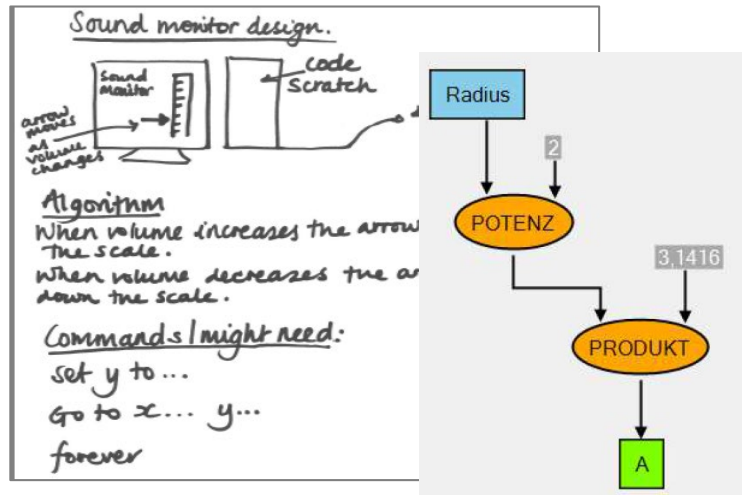 Sound monitor design.
Sound
monitor
code
Scratch
arrow
moves
as
volume
changes
Algorithm
When volume increases the arrow
the scale.
When volume decreases the
down the scale.
Commands I might need:
set y to ...
Go to x... y...
forever
Radius
2
POTENZ
3,1416
PRODUKT
A